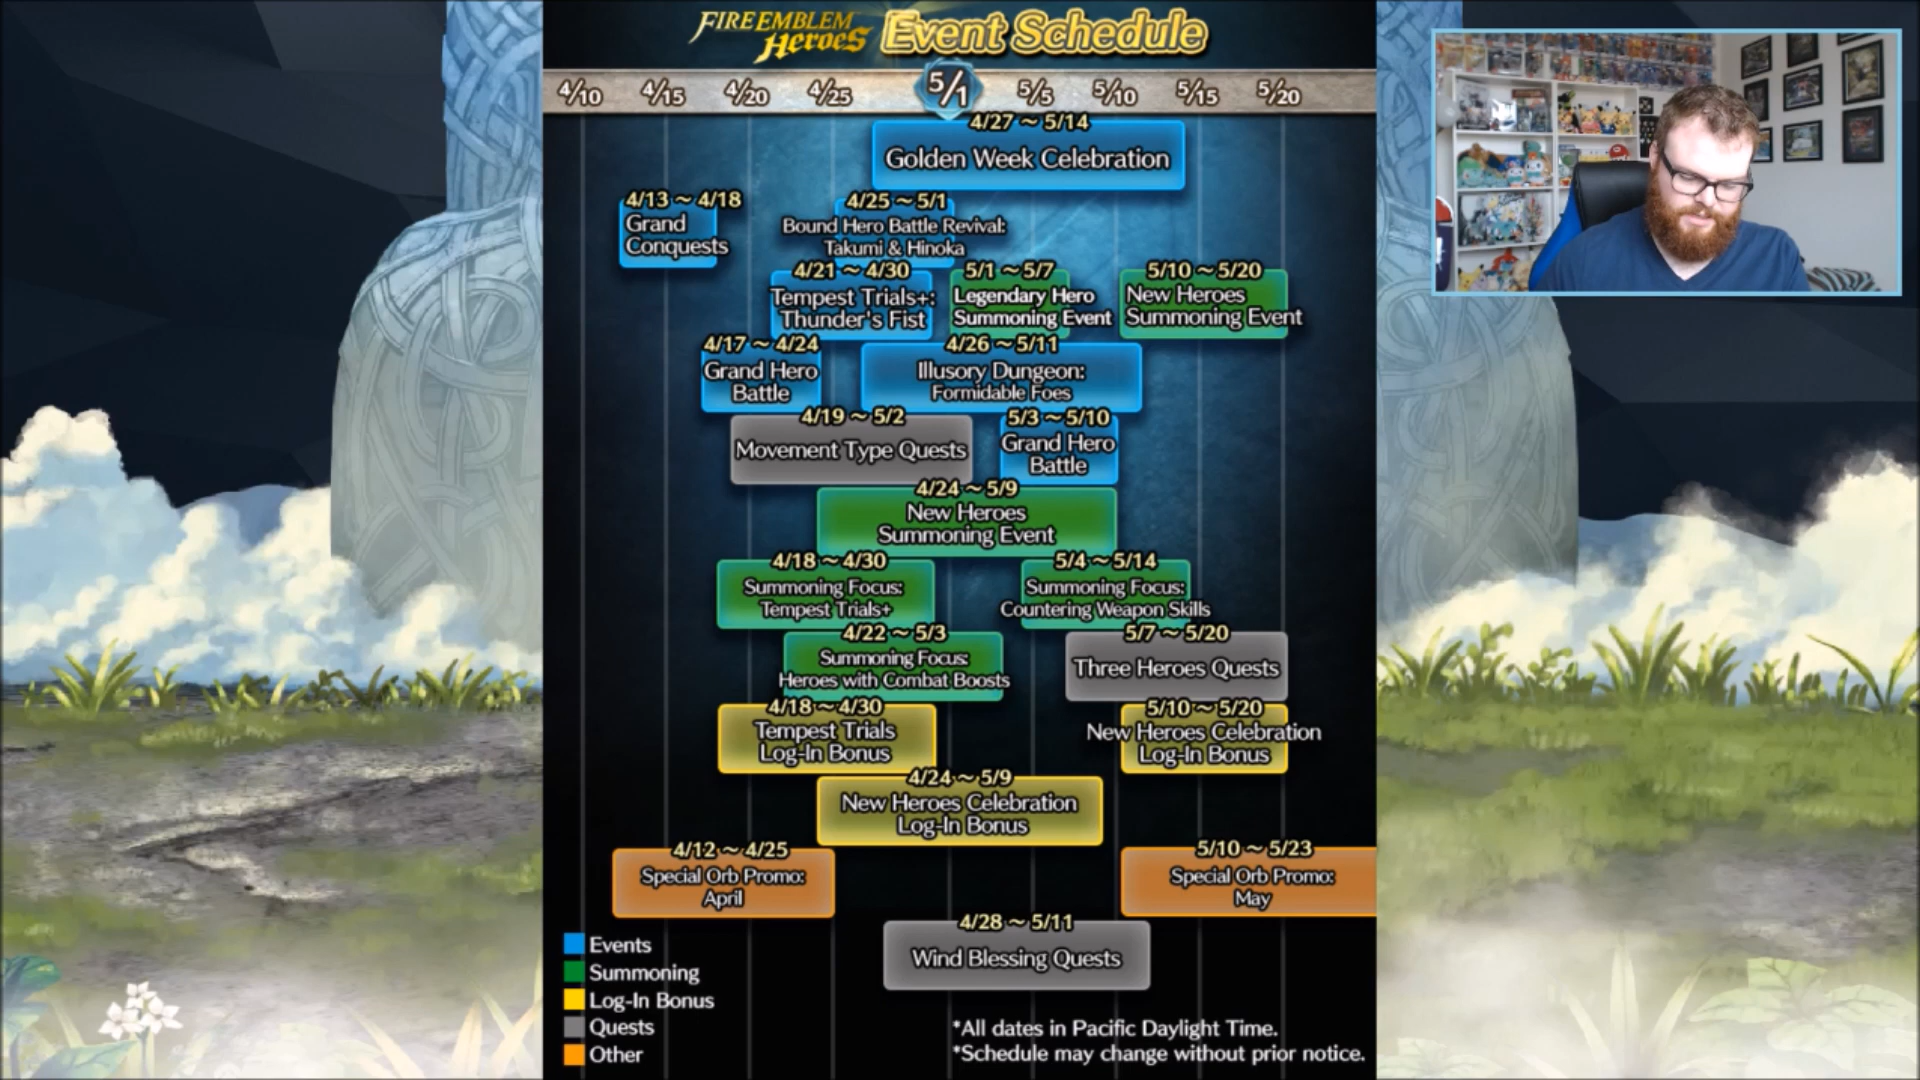 FIRE EMBLEM
Heroes
Event Schedule
4/10 4/15 4/20 4/25 5/1 5/5 5/10 5/15 5/20
4/27 ~ 5/14
Golden Week Celebration
4/13 ~ 4/18
Grand
Conquests
4/25 ~ 5/1
Bound Hero Battle Revival:
Takumi & Hinoka
4/21 ~ 4/30
Tempest Trials+:
Thunder's Fist
5/1 ~ 5/7
Legendary Hero
Summoning Event
5/10 ~ 5/20
New Heroes
Summoning Event
4/17 ~ 4/24
Grand Hero
Battle
4/26 ~ 5/11
Illusory Dungeon:
Formidable Foes
4/19 ~ 5/2
Movement Type Quests
5/3 ~ 5/10
Grand Hero
Battle
4/24 ~ 5/9
New Heroes
Summoning Event
4/18 ~ 4/30
Summoning Focus:
Tempest Trials+
5/4 ~ 5/14
Summoning Focus:
Countering Weapon Skills
4/22 ~ 5/3
Summoning Focus:
Heroes with Combat Boosts
5/7 ~ 5/20
Three Heroes Quests
4/18 ~ 4/30
Tempest Trials
Log-In Bonus
5/10 ~ 5/20
New Heroes Celebration
Log-In Bonus
4/24 ~ 5/9
New Heroes Celebration
Log-In Bonus
4/12 ~ 4/25
Special Orb Promo:
April
5/10 ~ 5/23
Special Orb Promo:
May
4/28 ~ 5/11
Wind Blessing Quests
Events
Summoning
Log-In Bonus
Quests
Other
*All dates in Pacific Daylight Time.
*Schedule may change without prior notice.